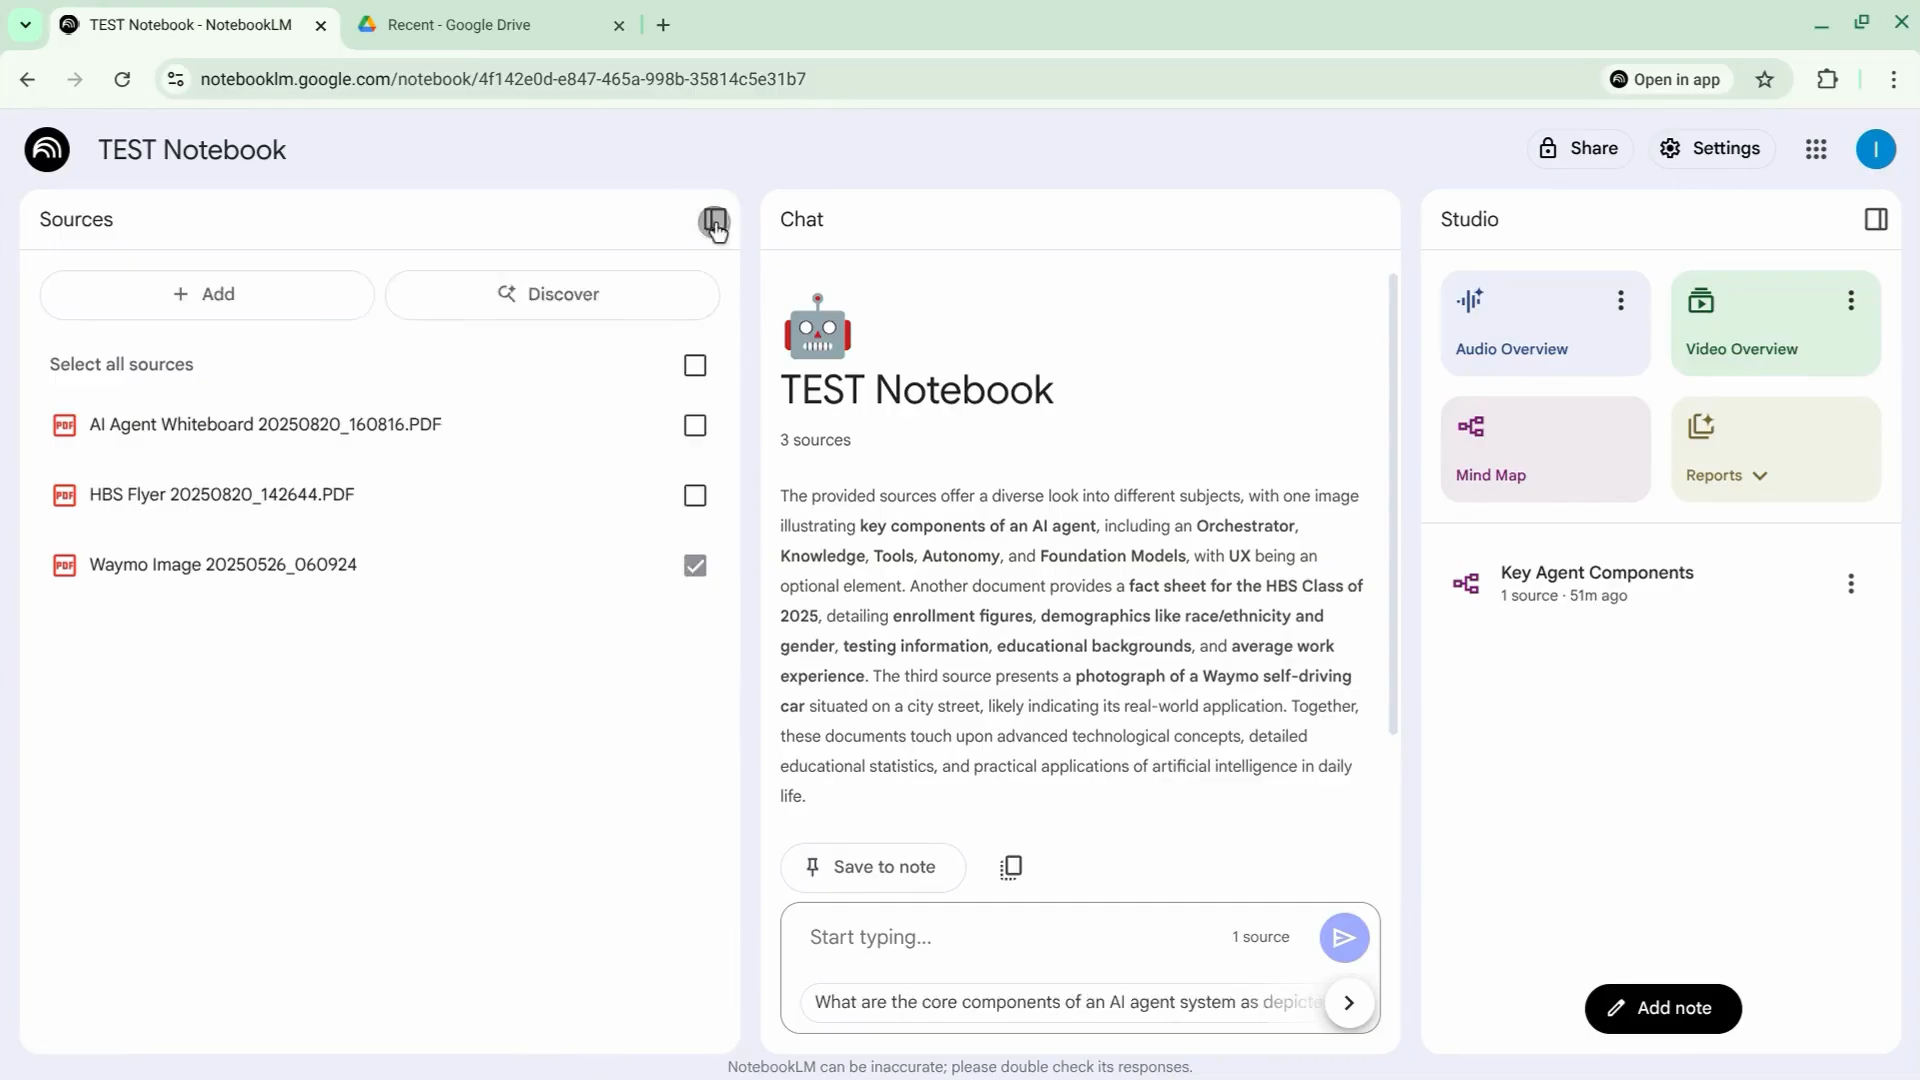 TEST Notebook - NotebookLM
Recent - Google Drive
notebooklm.google.com/notebook/4f142e0d-e847-465a-998b-35814c5e31b7
Open in app
TEST Notebook
Share
Settings
I
Sources
+ Add
Discover
Select all sources
PDF AI Agent Whiteboard 20250820_160816.PDF
PDF HBS Flyer 20250820_142644.PDF
PDF Waymo Image 20250526_060924
Chat
TEST Notebook
3 sources
The provided sources offer a diverse look into different subjects, with one image
illustrating key components of an AI agent, including an Orchestrator,
Knowledge, Tools, Autonomy, and Foundation Models, with UX being an
optional element. Another document provides a fact sheet for the HBS Class of
2025, detailing enrollment figures, demographics like race/ethnicity and
gender, testing information, educational backgrounds, and average work
experience. The third source presents a photograph of a Waymo self-driving
car situated on a city street, likely indicating its real-world application. Together,
these documents touch upon advanced technological concepts, detailed
educational statistics, and practical applications of artificial intelligence in daily
life.
Save to note
Start typing...
1 source
What are the core components of an AI agent system as depicte
Studio
Audio Overview
Video Overview
Mind Map
Reports
Key Agent Components
1 source · 51m ago
Add note
NotebookLM can be inaccurate; please double check its responses.